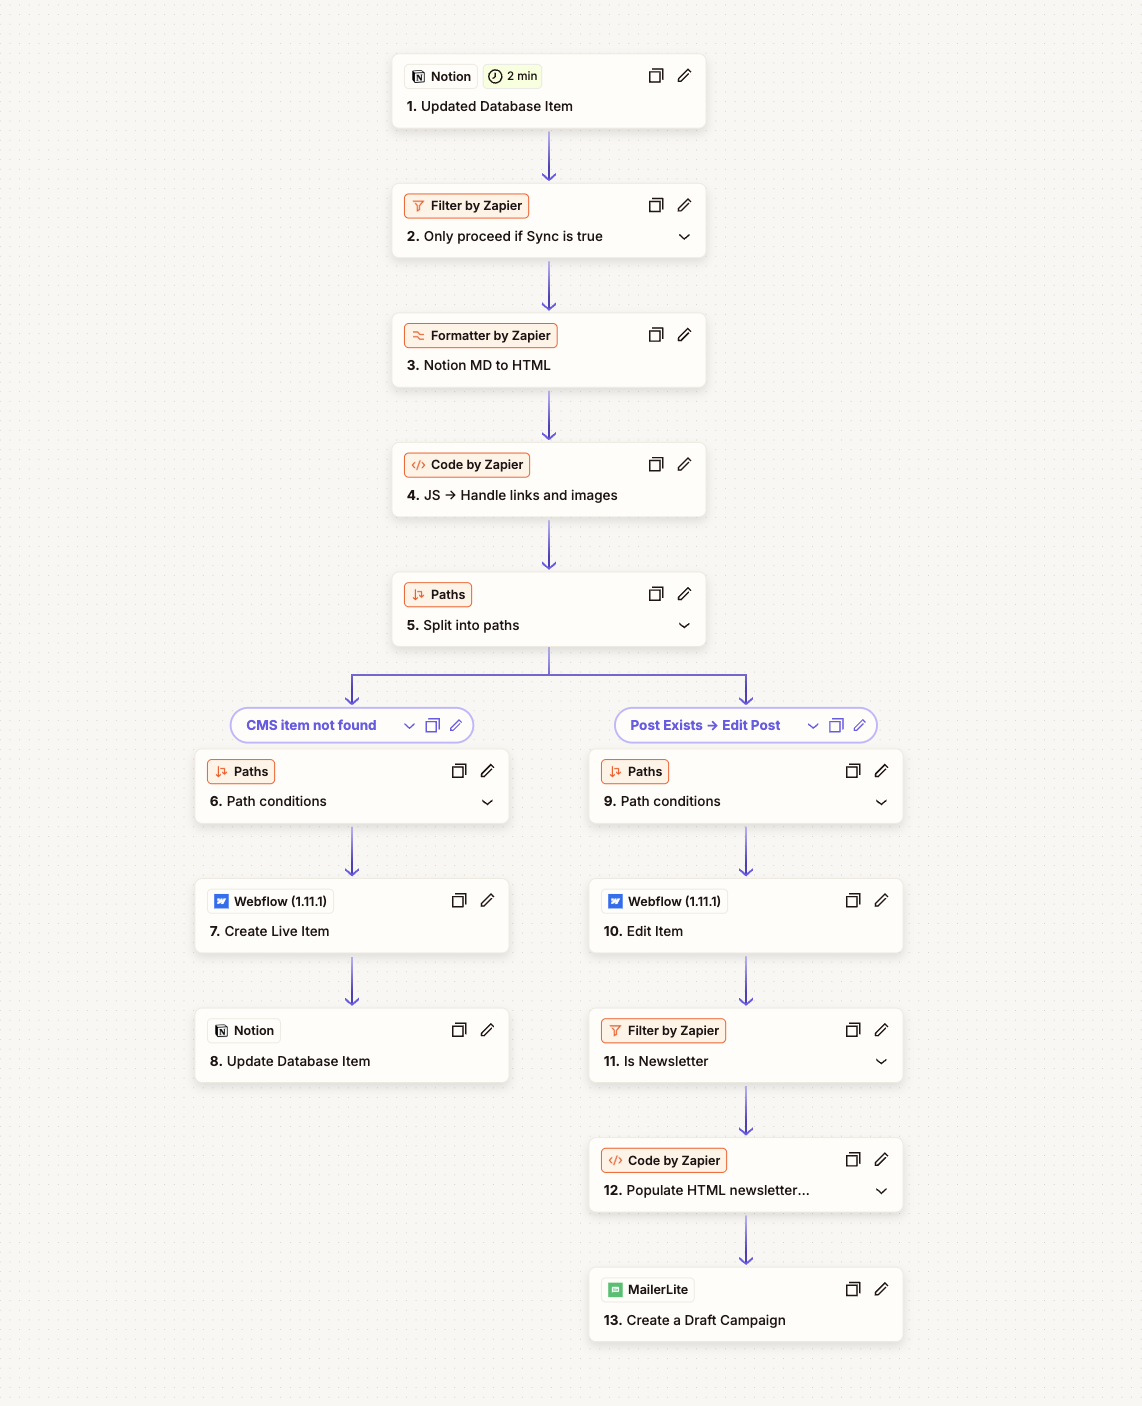 Notion 2 min
1. Updated Database Item
Filter by Zapier
2. Only proceed if Sync is true
Formatter by Zapier
3. Notion MD to HTML
Code by Zapier
4. JS → Handle links and images
Paths
5. Split into paths
CMS item not found
Paths
6. Path conditions
Webflow (1.11.1)
7. Create Live Item
Notion
8. Update Database Item
Post Exists → Edit Post
Paths
9. Path conditions
Webflow (1.11.1)
10. Edit Item
Filter by Zapier
11. Is Newsletter
Code by Zapier
12. Populate HTML newsletter...
MailerLite
13. Create a Draft Campaign